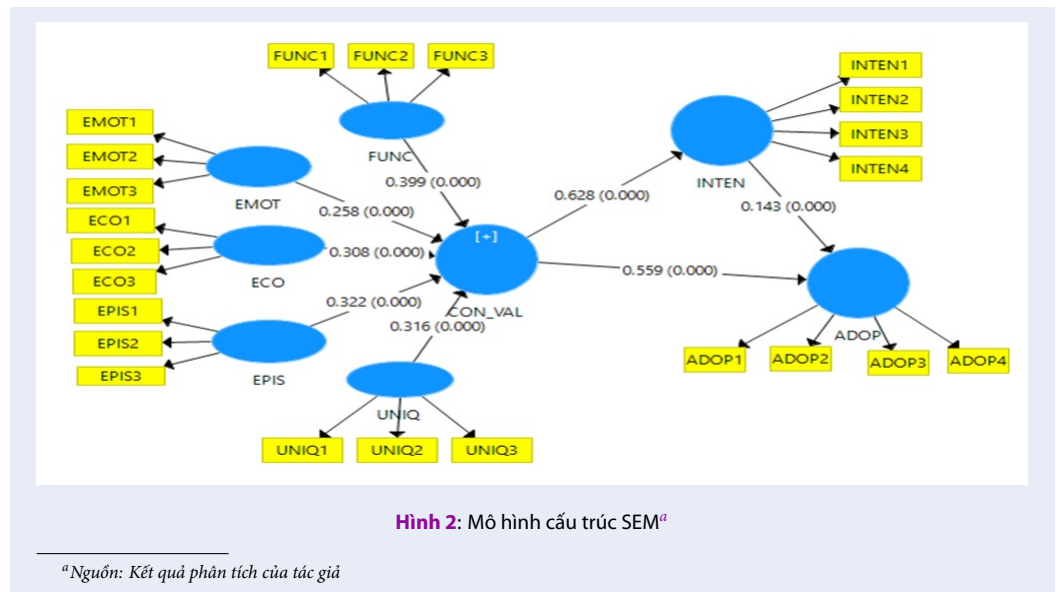 FUNC1 FUNC2 FUNC3
FUNC
EMOT1
EMOT2
EMOT3
EMOT
ECO1
ECO2
ECO3
ECO
EPIS1
EPIS2
EPIS3
EPIS
UNIQ
UNIQ1 UNIQ2 UNIQ3
0.399 (0.000)
0.258 (0.000)
0.308 (0.000)
0.322 (0.000)
0.316 (0.000)
[+]
CON_VAL
0.628 (0.000)
0.559 (0.000)
INTEN
INTEN1
INTEN2
INTEN3
INTEN4
0.143 (0.000)
ADOP
ADOP1 ADOP2 ADOP3 ADOP4
Hình 2: Mô hình cấu trúc SEMa
aNguồn: Kết quả phân tích của tác giả